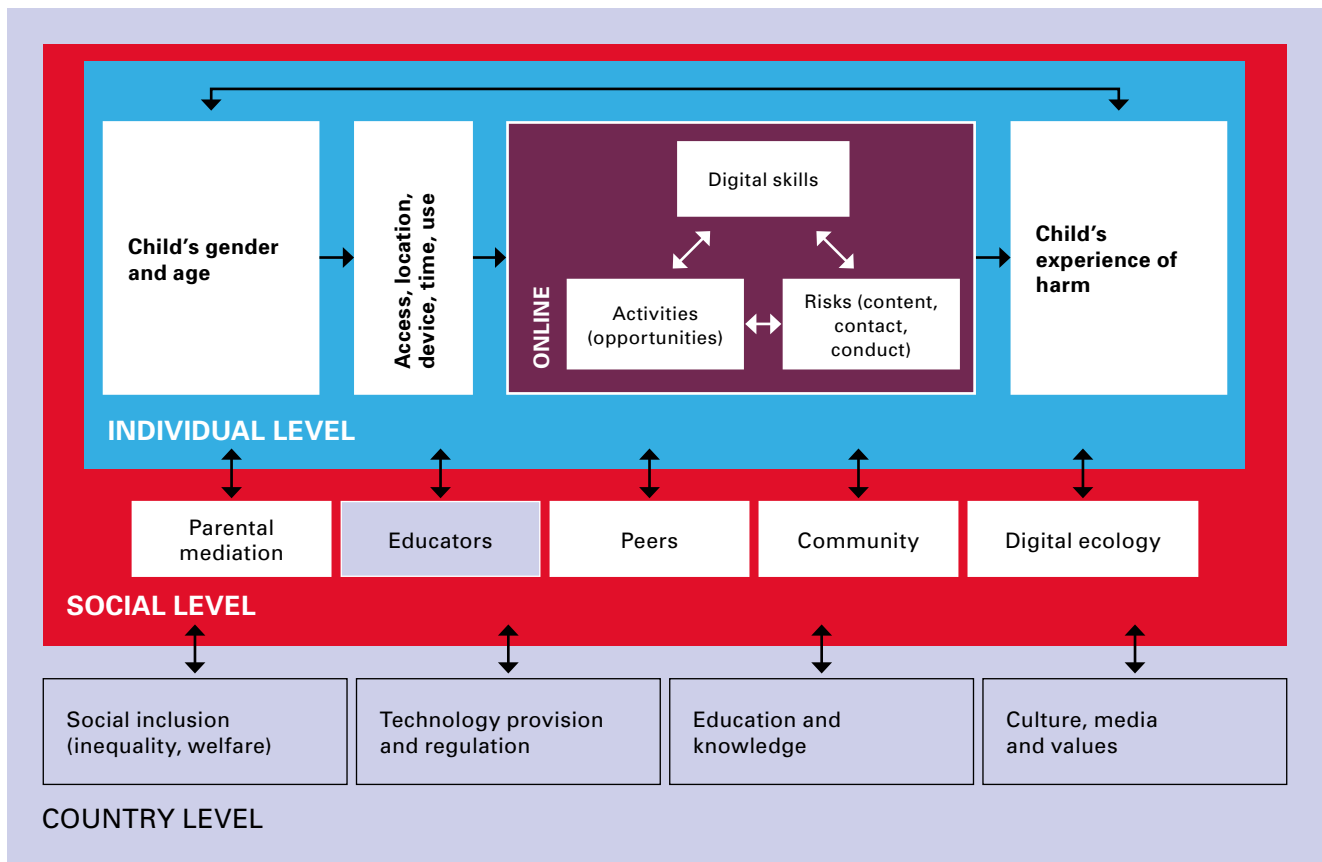 Child's gender
and age
Access, location,
device, time, use
ONLINE
Digital skills
Activities
(opportunities)
Risks (content,
contact,
conduct)
Child's
experience of
harm
INDIVIDUAL LEVEL
Parental
mediation
Educators
Peers
Community
Digital ecology
SOCIAL LEVEL
Social inclusion
(inequality, welfare)
Technology provision
and regulation
Education and
knowledge
Culture, media
and values
COUNTRY LEVEL